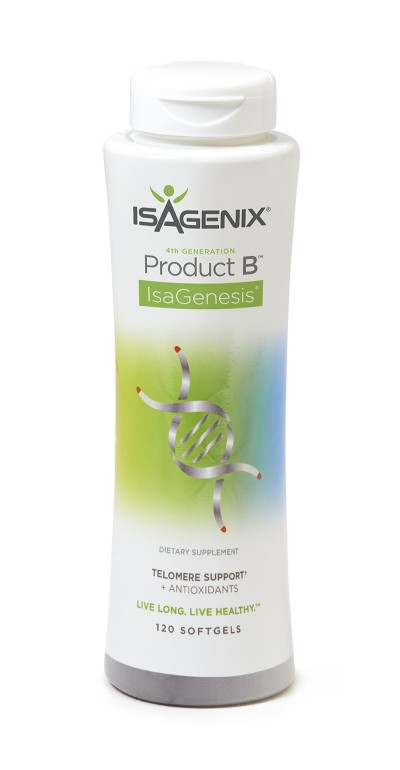 ISAGENIX®
4th GENERATION
Product B™
IsaGenesis®
DIETARY SUPPLEMENT
TELOMERE SUPPORT†
+ ANTIOXIDANTS
LIVE LONG. LIVE HEALTHY.™
120 SOFTGELS